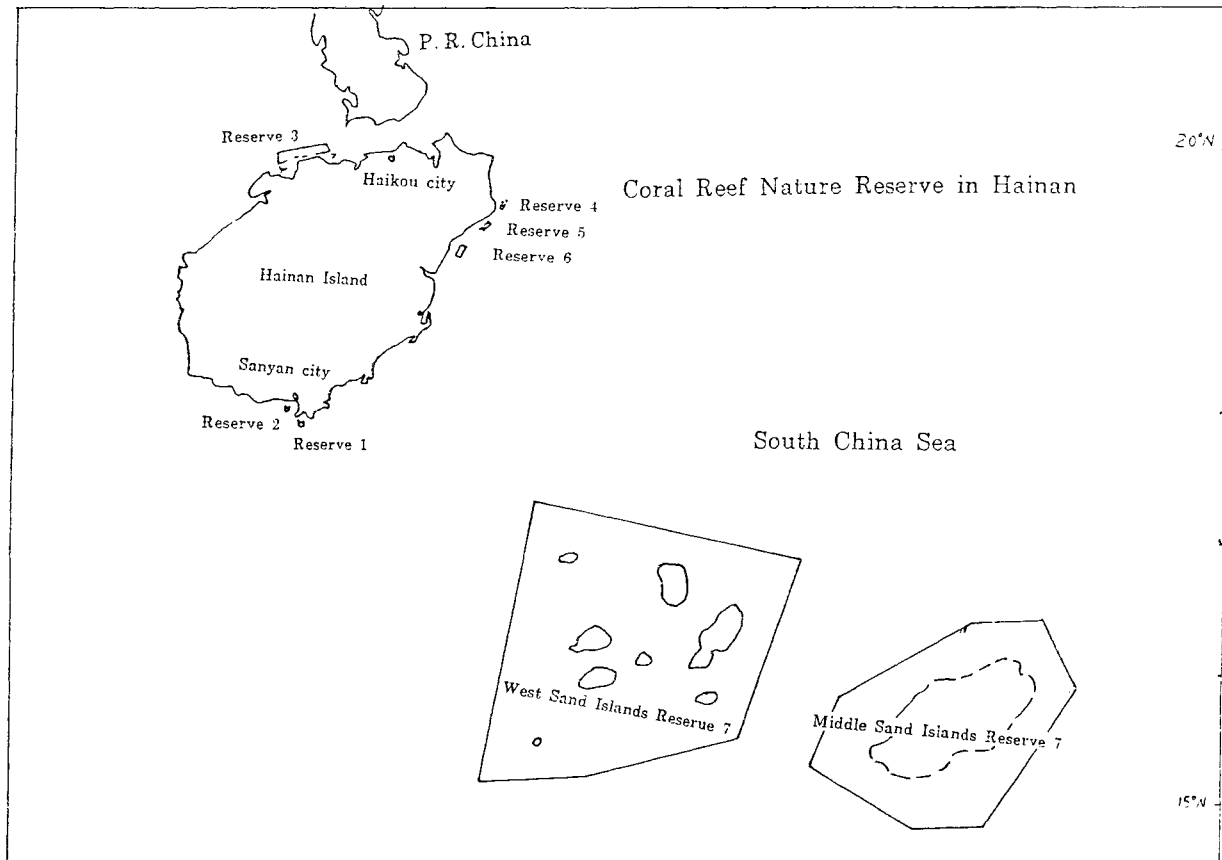 P. R. China
Reserve 3
20°N
Haikou city
Coral Reef Nature Reserve in Hainan
Reserve 4
Reserve 5
Reserve 6
Hainan Island
Sanyan city
Reserve 2
Reserve 1
South China Sea
West Sand Islands Reserue 7
Middle Sand Islands Reserve 7
15°N